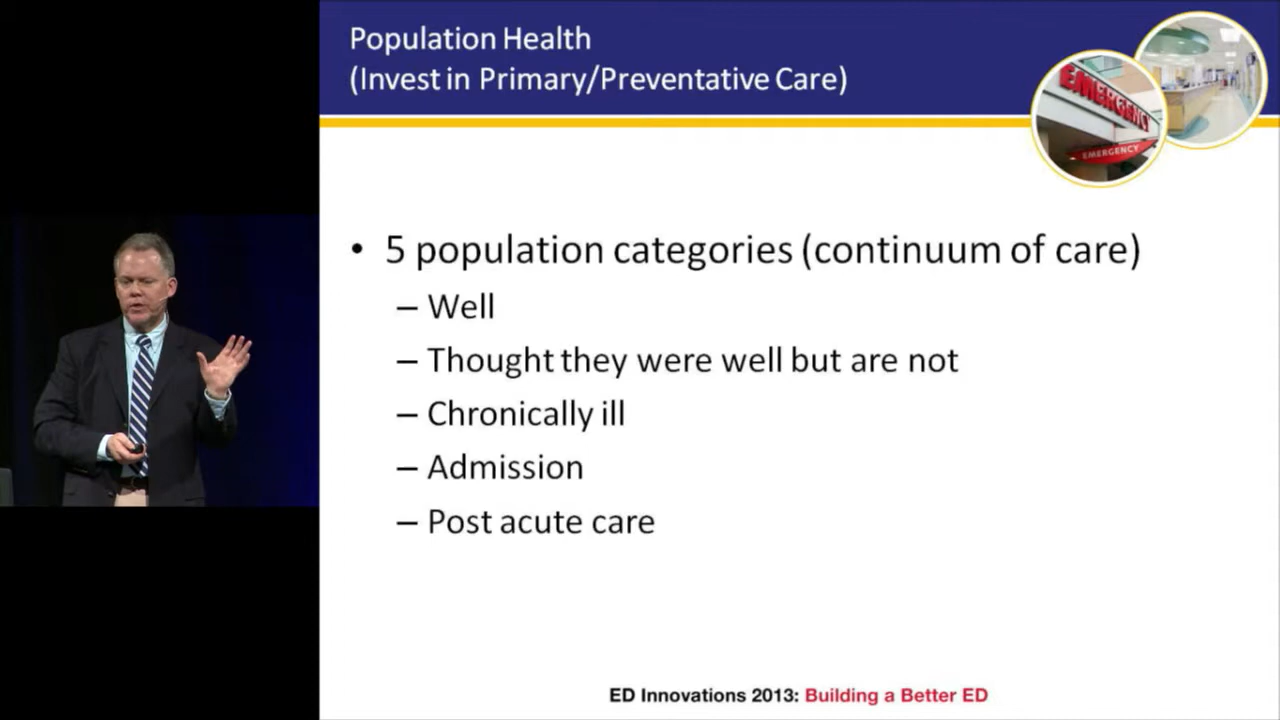 Population Health
(Invest in Primary/Preventative Care)
EMERGENCY
EMERGENCY
• 5 population categories (continuum of care)
– Well
– Thought they were well but are not
– Chronically ill
– Admission
– Post acute care
ED Innovations 2013: Building a Better ED